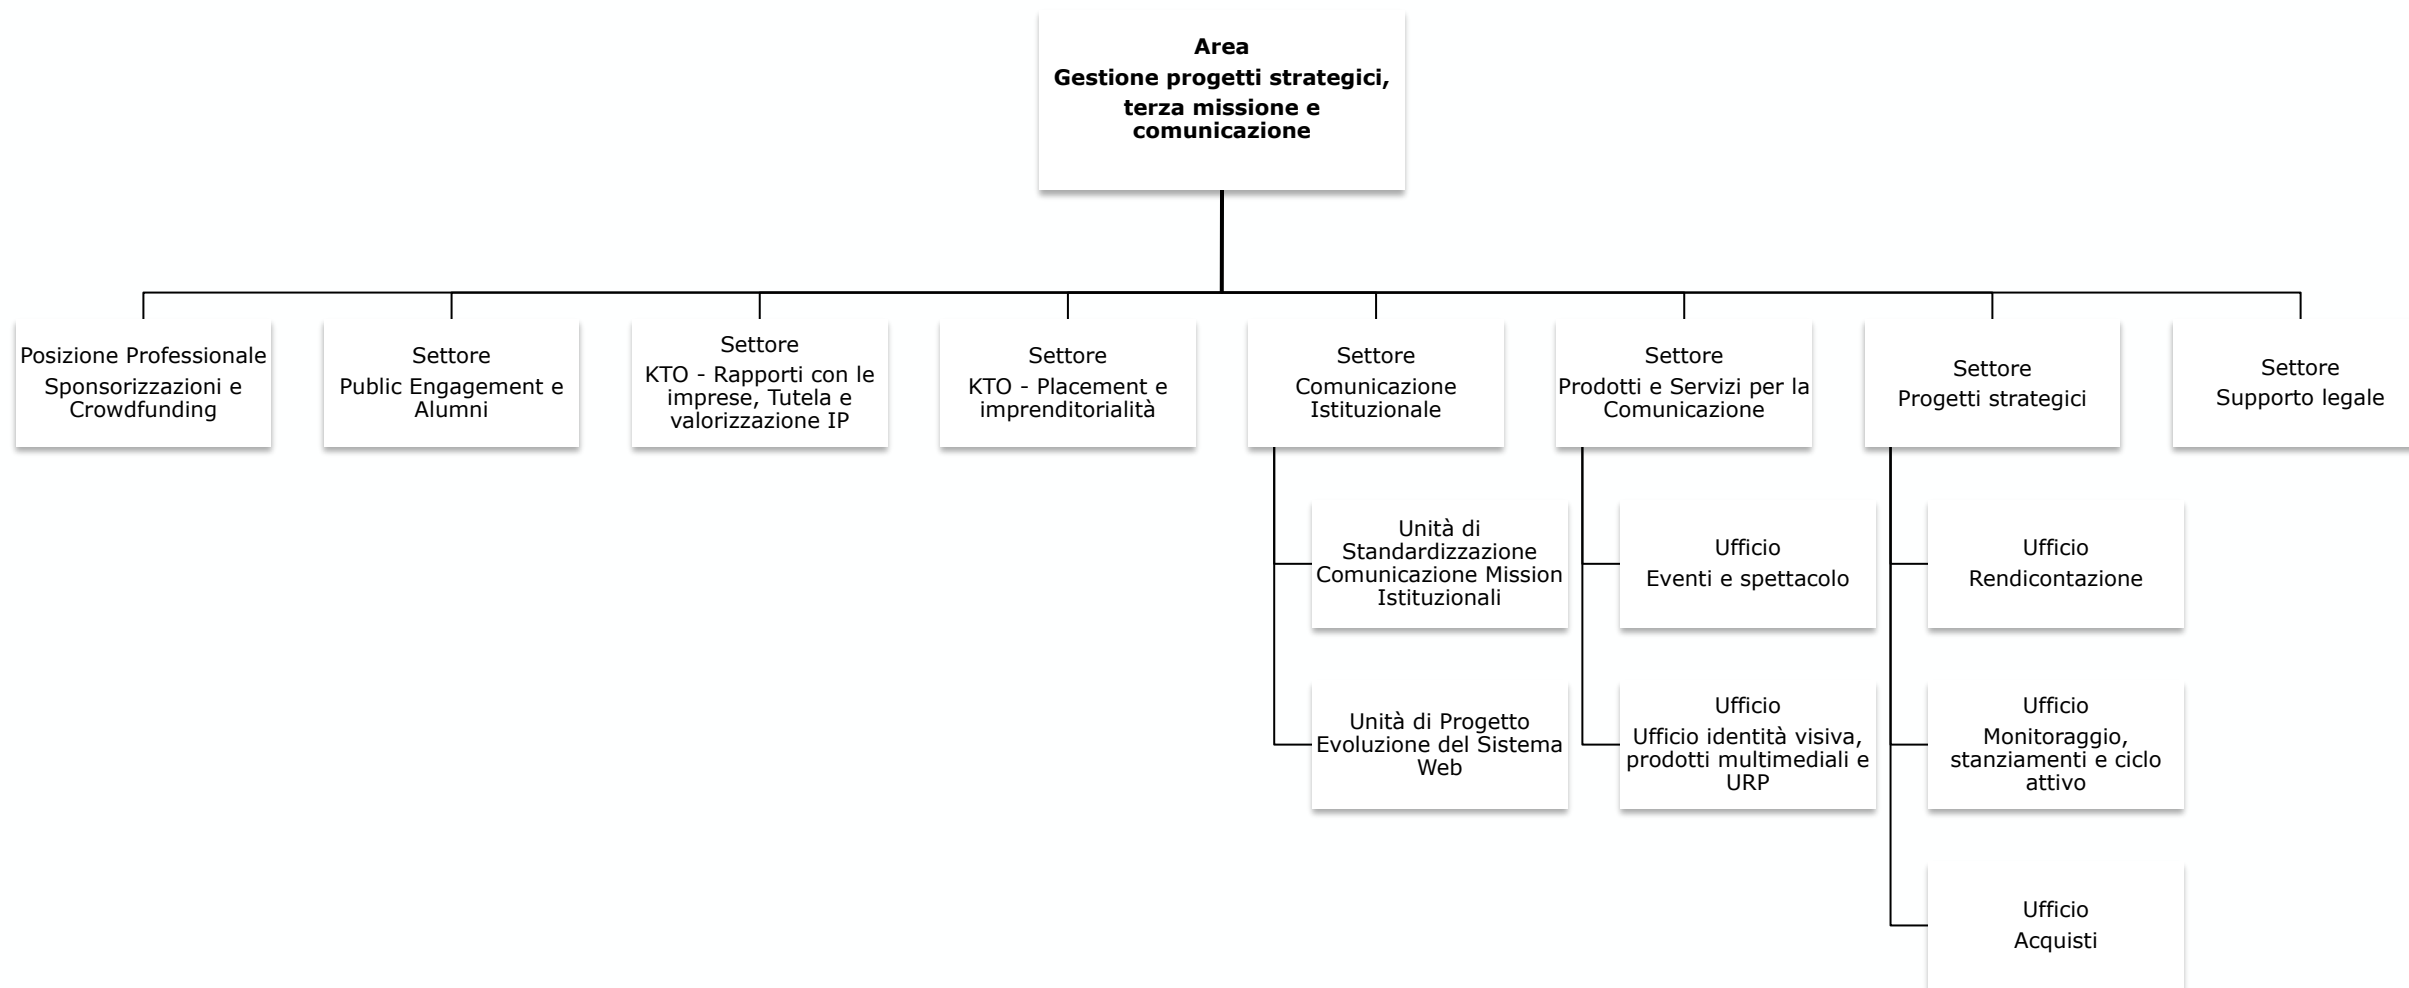 Area
Gestione progetti strategici,
terza missione e
comunicazione
Posizione Professionale
Sponsorizzazioni e
Crowdfunding
Settore
Public Engagement e
Alumni
Settore
KTO - Rapporti con le
imprese, Tutela e
valorizzazione IP
Settore
KTO - Placement e
imprenditorialità
Settore
Comunicazione
Istituzionale
Settore
Prodotti e Servizi per la
Comunicazione
Settore
Progetti strategici
Settore
Supporto legale
Unità di
Standardizzazione
Comunicazione Mission
Istituzionali
Ufficio
Eventi e spettacolo
Ufficio
Rendicontazione
Unità di Progetto
Evoluzione del Sistema
Web
Ufficio
Ufficio identità visiva,
prodotti multimediali e
URP
Ufficio
Monitoraggio,
stanziamenti e ciclo
attivo
Ufficio
Acquisti